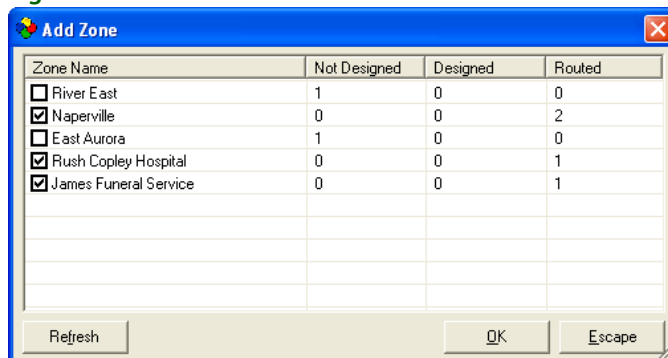 Add Zone
Zone Name Not Designed Designed Routed
River East 1 0 0
Naperville 0 0 2
East Aurora 1 0 0
Rush Copley Hospital 0 0 1
James Funeral Service 0 0 1
Refresh OK Escape